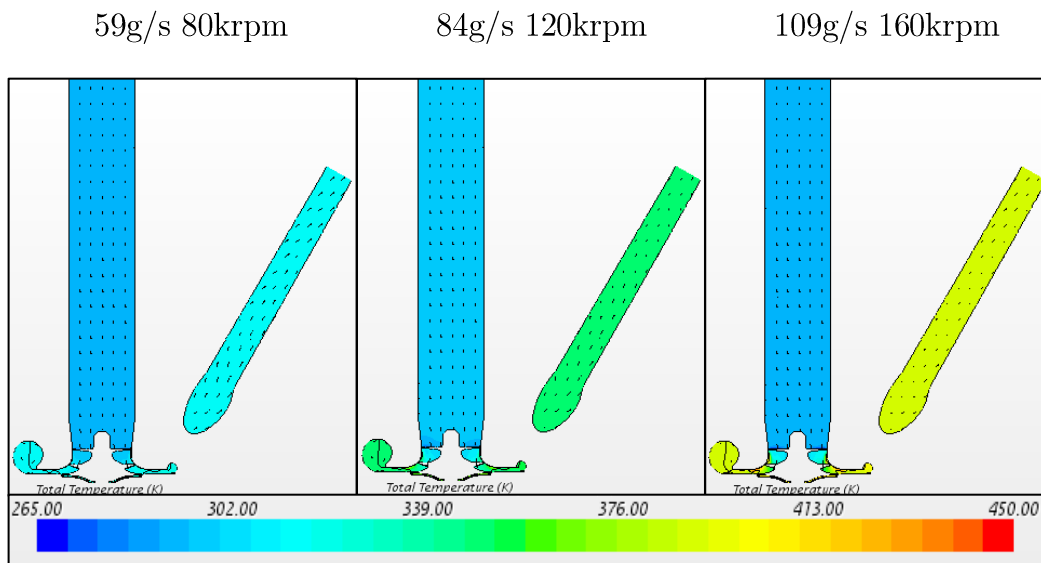 59g/s 80krpm 84g/s 120krpm 109g/s 160krpm
Total Temperature (K) Total Temperature (K) Total Temperature (K)
265.00 302.00 339.00 376.00 413.00 450.00